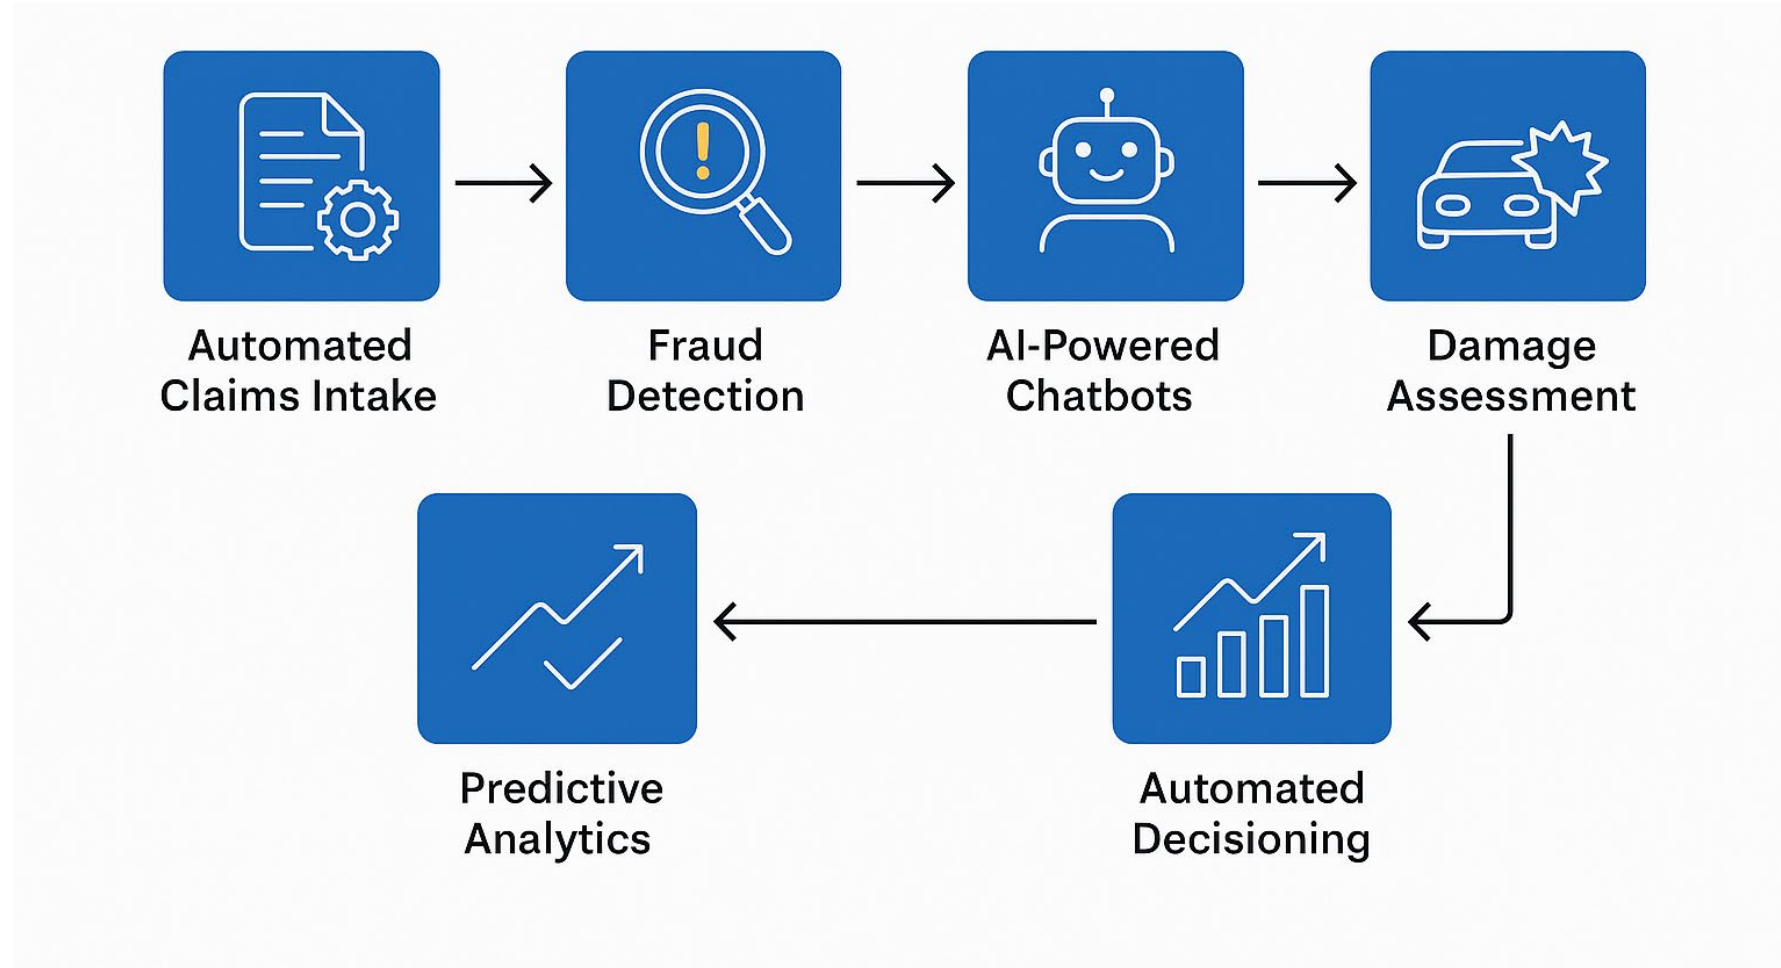 Automated
Claims Intake
Fraud
Detection
AI-Powered
Chatbots
Damage
Assessment
Predictive
Analytics
Automated
Decisioning